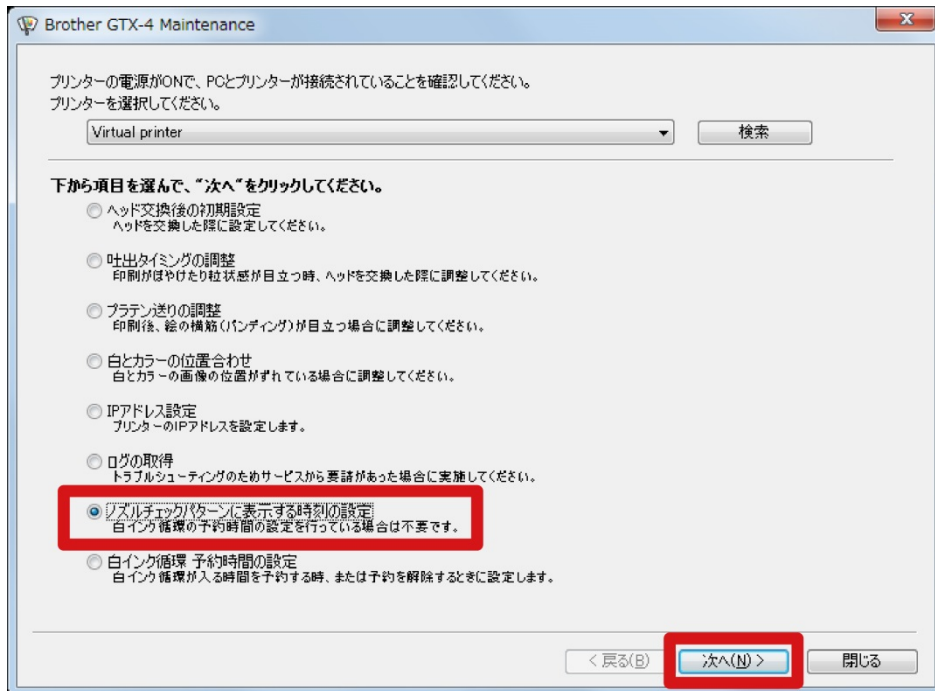 Brother GTX-4 Maintenance
プリンターの電源がONで、PCとプリンターが接続されていることを確認してください。
プリンターを選択してください。
Virtual printer
検索
下から項目を選んで、"次へ"をクリックしてください。
ヘッド交換後の初期設定
ヘッドを交換した際に設定してください。
吐出タイミングの調整
印刷がぼやけたり粒状感が目立つ時、ヘッドを交換した際に調整してください。
プラテン送りの調整
印刷後、絵の横筋(バンディング)が目立つ場合に調整してください。
白とカラーの位置合わせ
白とカラーの画像の位置がずれている場合に調整してください。
IPアドレス設定
プリンターのIPアドレスを設定します。
ログの取得
トラブルシューティングのためサービスから要請があった場合に実施してください。
ノズルチェックパターンに表示する時刻の設定
白インク循環の予約時間の設定を行っている場合は不要です。
白インク循環 予約時間の設定
白インク循環が入る時間を予約する時、または予約を解除するときに設定します。
< 戻る(B)
次へ(N) >
閉じる